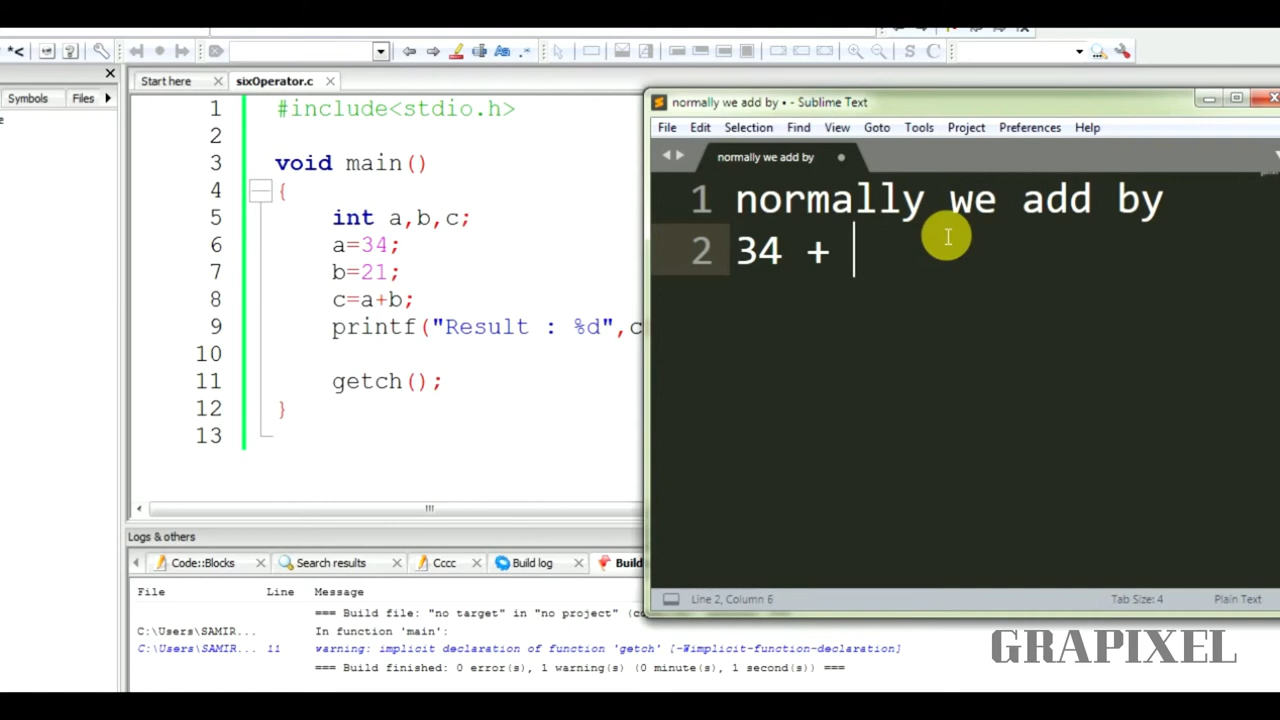 Symbols
Files
Start here
sixOperator.c
1 #include<stdio.h>
2
3 void main()
4 {
5 int a,b,c;
6 a=34;
7 b=21;
8 c=a+b;
9 printf("Result : %d",c
10
11 getch();
12 }
13
normally we add by • - Sublime Text
File Edit Selection Find View Goto Tools Project Preferences Help
normally we add by
1 normally we add by
2 34 +
Line 2, Column 6
Tab Size: 4
Plain Text
Logs & others
Code::Blocks
Search results
Cccc
Build log
Build
File Line Message
=== Build file: "no target" in "no project" (co
C:\Users\SAMIR... In function 'main':
C:\Users\SAMIR... 11 warning: implicit declaration of function 'getch' [-Wimplicit-function-declaration]
=== Build finished: 0 error(s), 1 warning(s) (0 minute(s), 1 second(s)) ===
GRAPIXEL